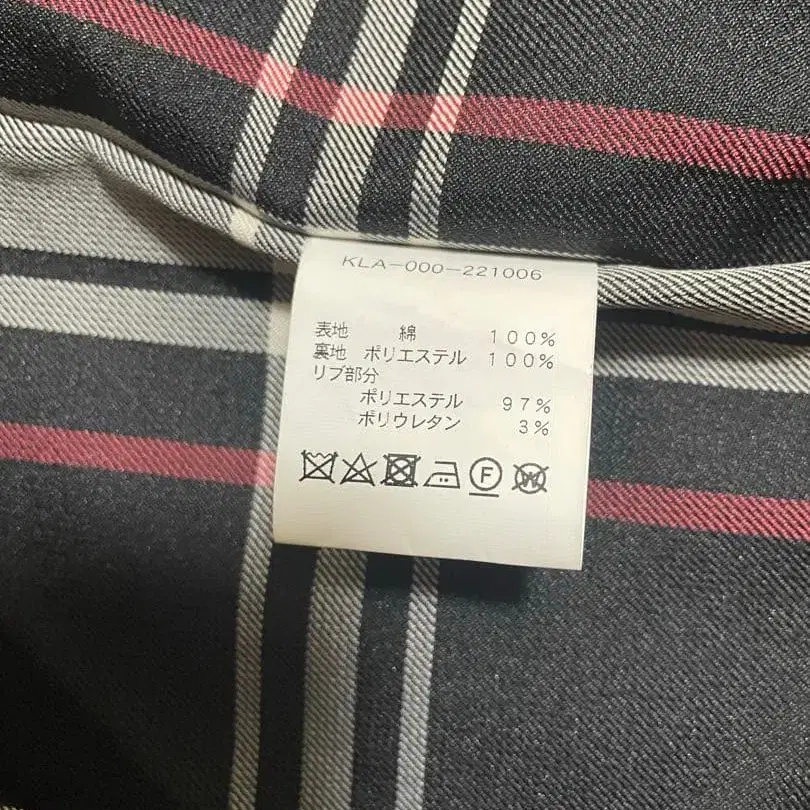 KLA-000-221006
表地 綿 100%
裏地 ポリエステル 100%
リブ部分
ポリエステル 97%
ポリウレタン 3%
F W